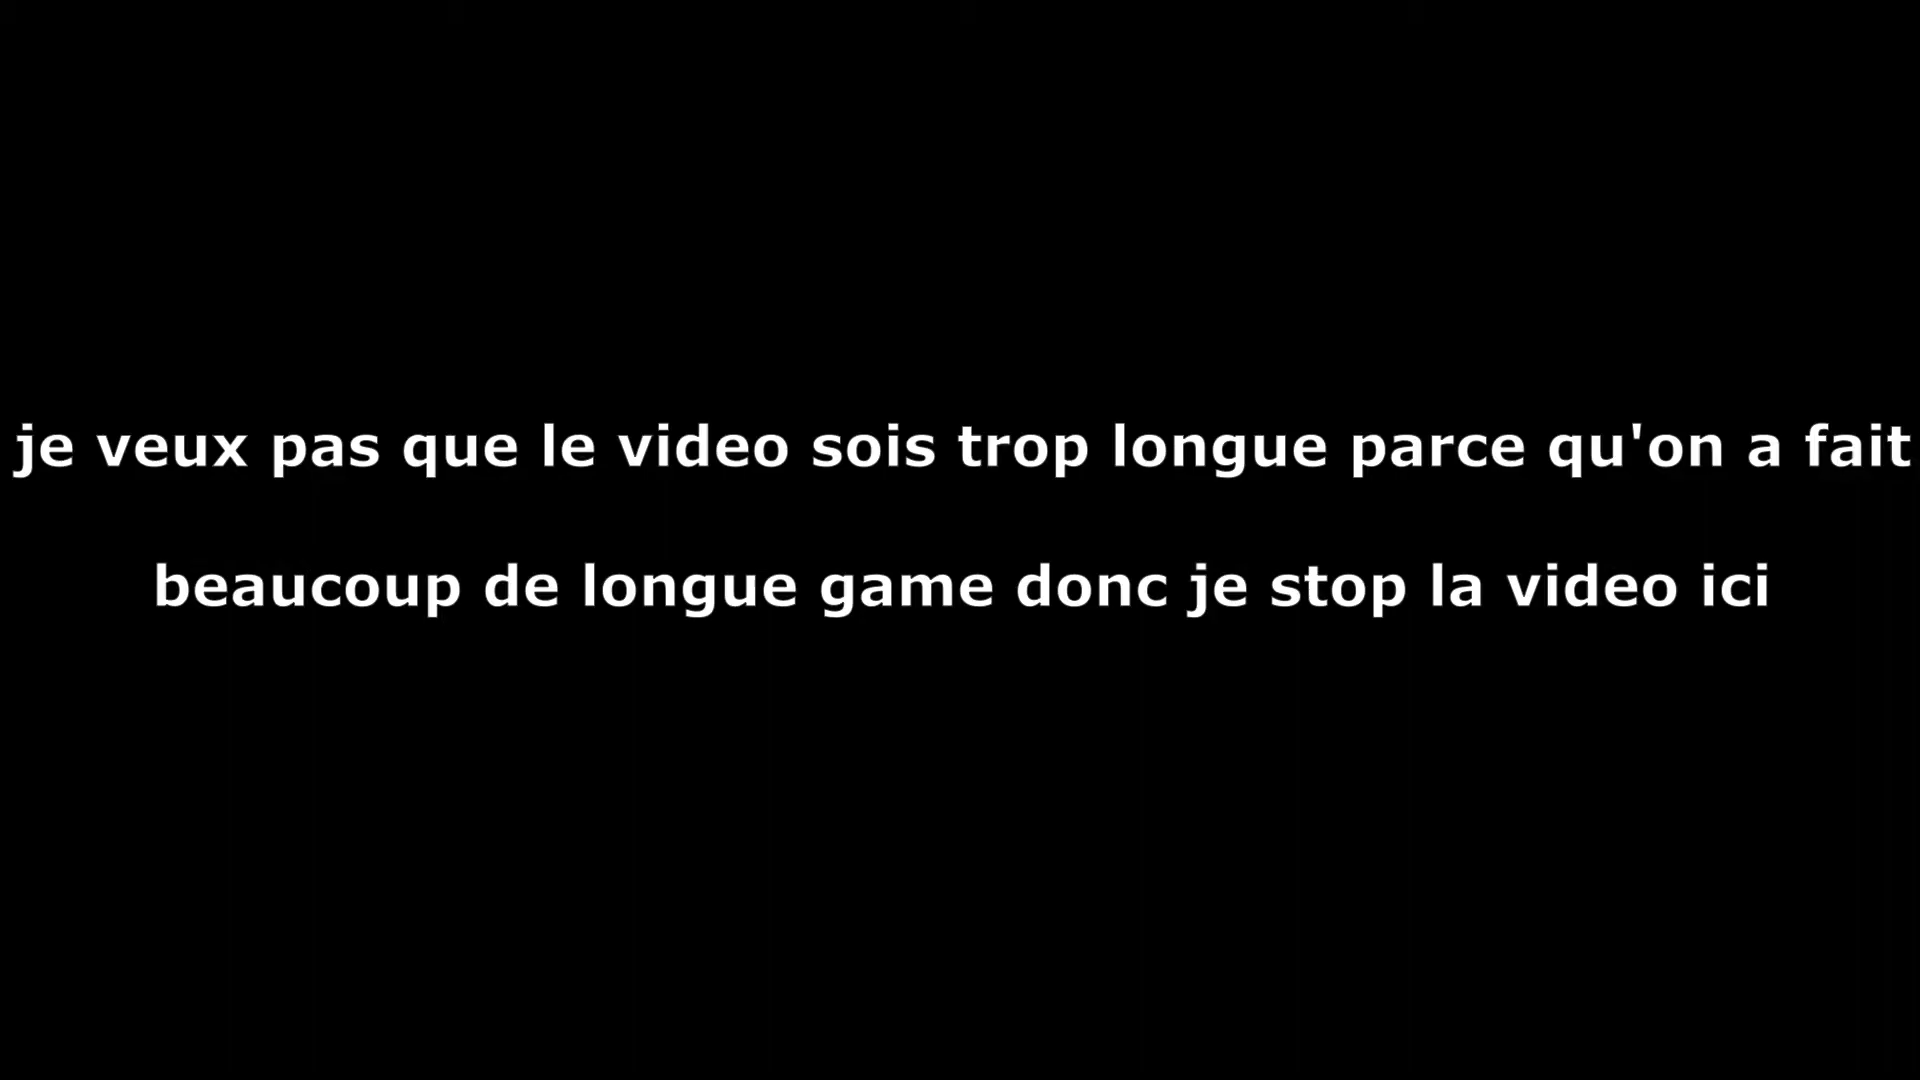 je veux pas que le video sois trop longue parce qu'on a fait
beaucoup de longue game donc je stop la video ici